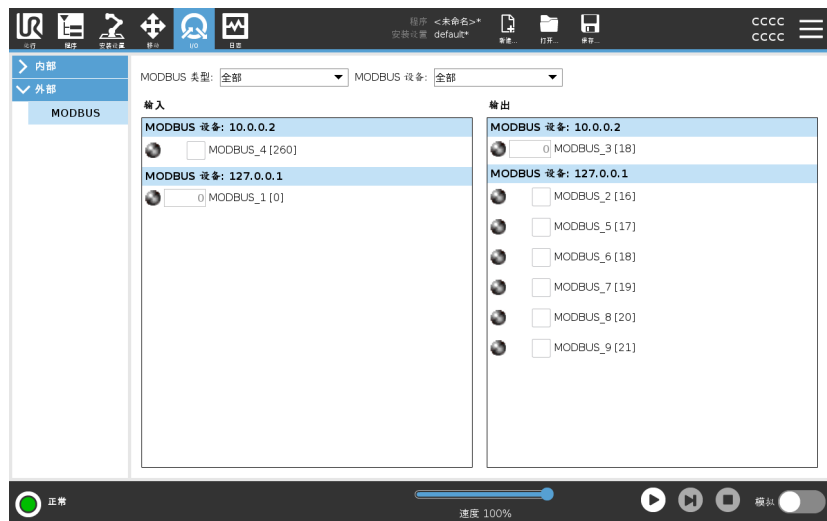 UR
运行 程序 安装设置 移动 I/O 日志
程序 <未命名>*
安装设置 default*
新建... 打开... 保存...
CCCC
CCCC
内部
外部
MODBUS
MODBUS 类型: 全部 MODBUS 设备: 全部
输入
MODBUS 设备: 10.0.0.2
MODBUS_4 [260]
MODBUS 设备: 127.0.0.1
0 MODBUS_1 [0]
输出
MODBUS 设备: 10.0.0.2
0 MODBUS_3 [18]
MODBUS 设备: 127.0.0.1
MODBUS_2 [16]
MODBUS_5 [17]
MODBUS_6 [18]
MODBUS_7 [19]
MODBUS_8 [20]
MODBUS_9 [21]
正常
速度 100%
模拟